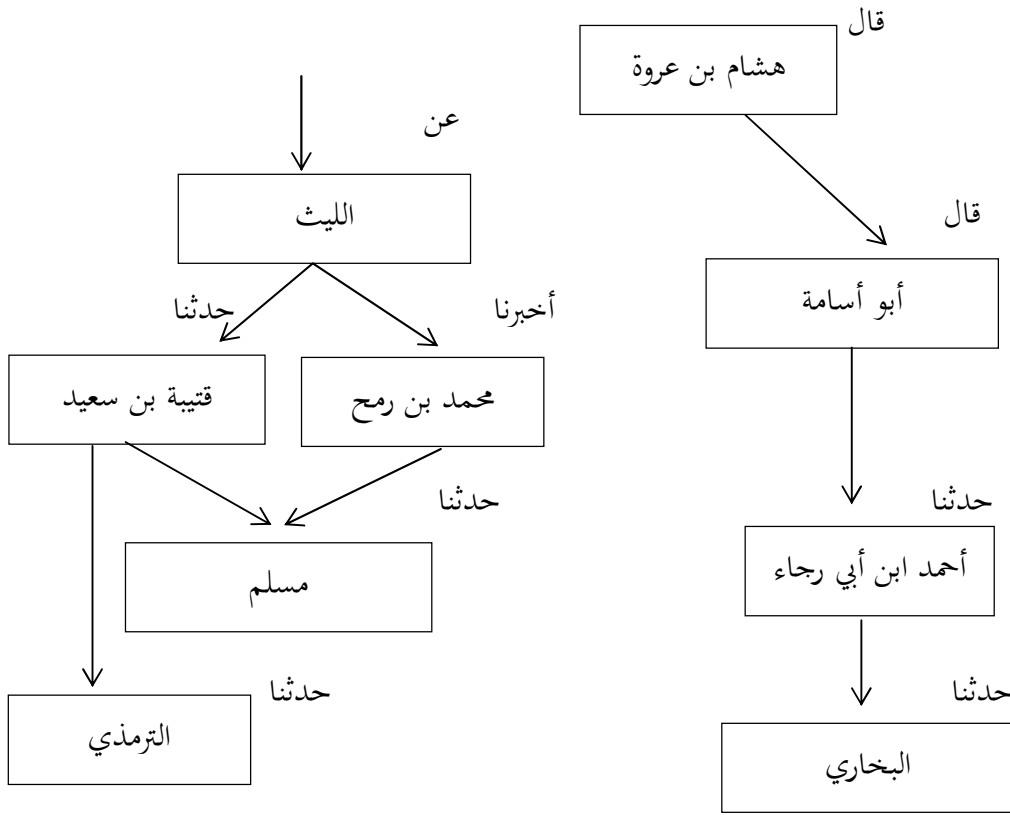 قال
هشام بن عروة
عن
الليث
قال
أبو أسامة
أخبرنا
حدثنا
محمد بن رمح
قتيبة بن سعيد
حدثنا
حدثنا
أحمد ابن أبي رجاء
مسلم
حدثنا
حدثنا
البخاري
الترمذي